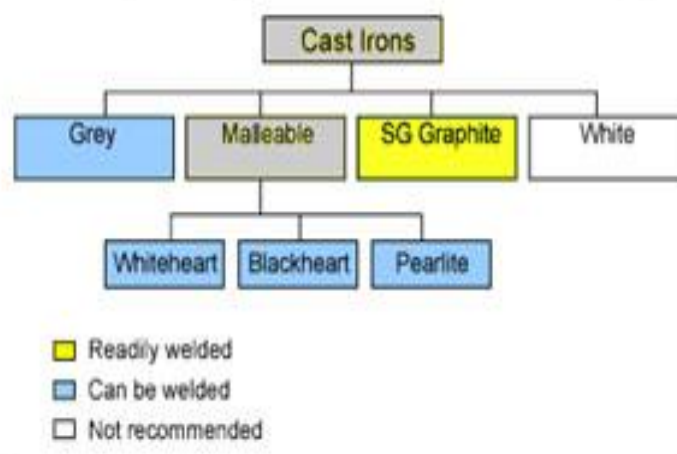 Cast Irons
Grey
Malleable
SG Graphite
White
Whiteheart
Blackheart
Pearlite
Readily welded
Can be welded
Not recommended